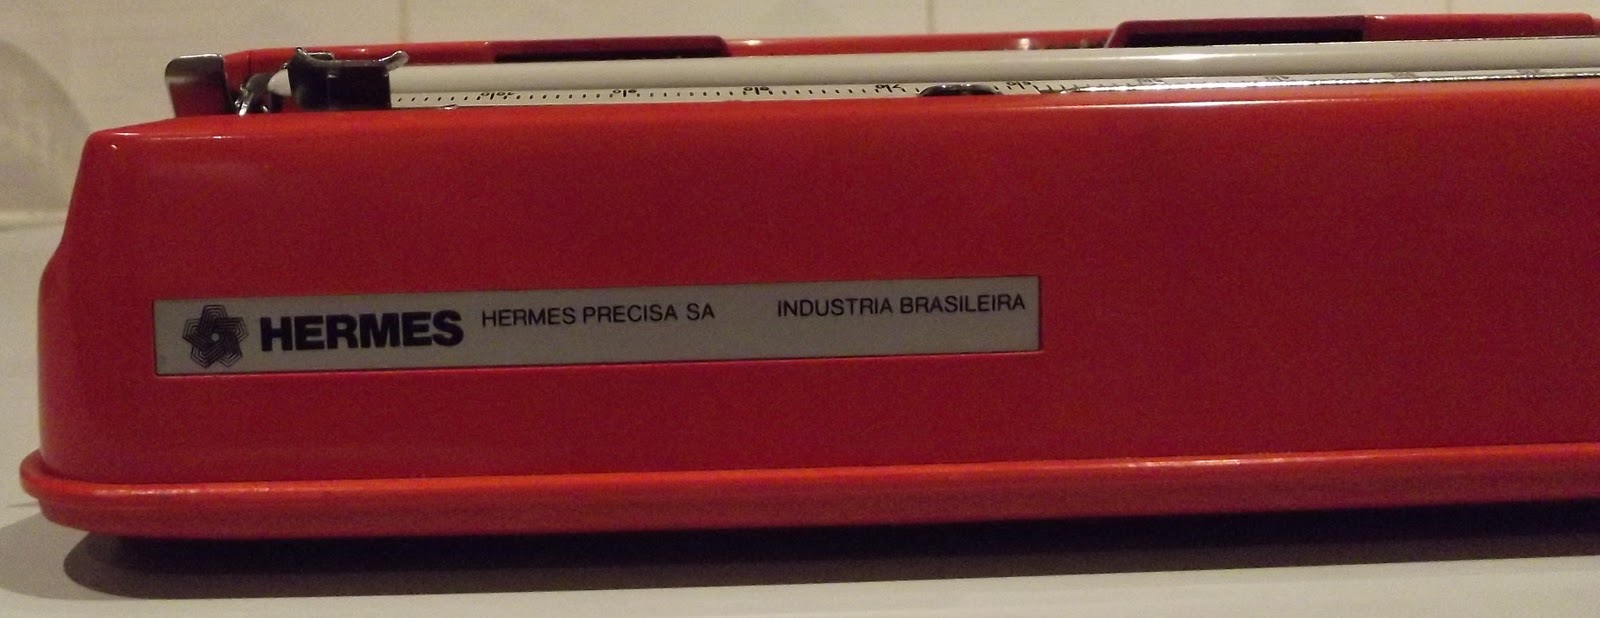 HERMES HERMES PRECISA SA INDUSTRIA BRASILEIRA